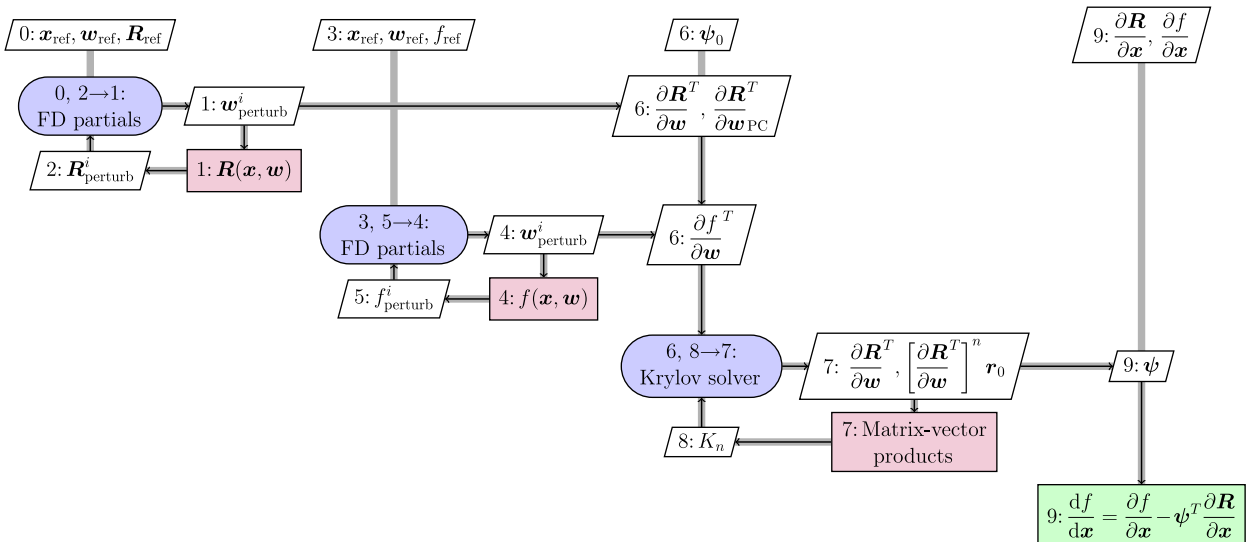 0: x_ref, w_ref, R_ref
3: x_ref, w_ref, f_ref
6: ψ_0
9: ∂R/∂x, ∂f/∂x
0, 2→1:
FD partials
1: w^i_perturb
6: ∂R^T/∂w, ∂R^T/∂w_PC
2: R^i_perturb
1: R(x, w)
3, 5→4:
FD partials
4: w^i_perturb
6: ∂f^T/∂w
5: f^i_perturb
4: f(x, w)
6, 8→7:
Krylov solver
7: ∂R^T/∂w, [∂R^T/∂w]^n r_0
9: ψ
8: K_n
7: Matrix-vector
products
9: df/dx = ∂f/∂x − ψ^T ∂R/∂x